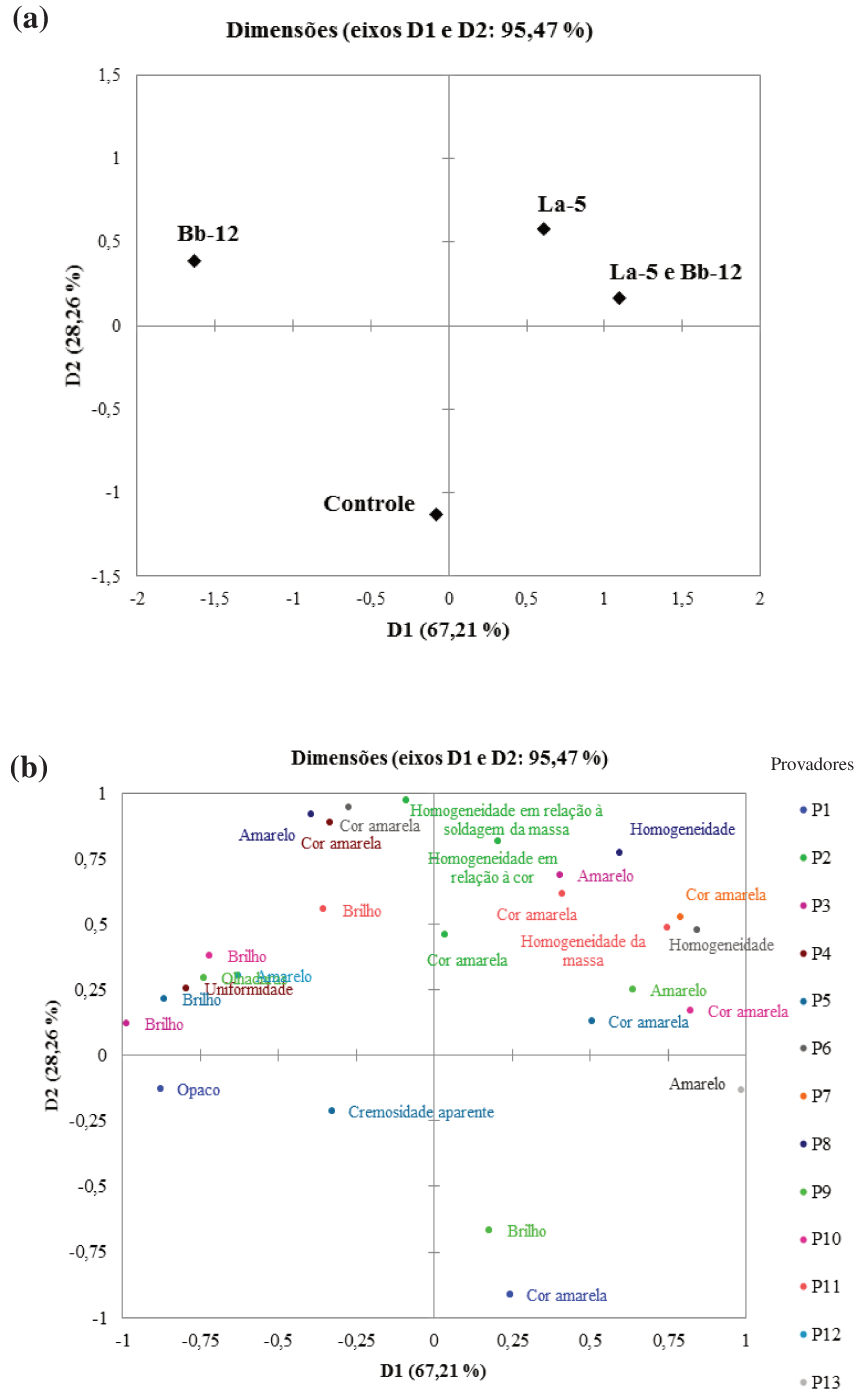 (a)
Dimensões (eixos D1 e D2: 95,47 %)
1,5
1
0,5
0
-0,5
-1
-1,5
D2 (28,26 %)
Bb-12
La-5
La-5 e Bb-12
Controle
-2
-1,5
-1
-0,5
0
0,5
1
1,5
2
D1 (67,21 %)
(b)
Dimensões (eixos D1 e D2: 95,47 %)
Provadores
1
0,75
0,5
0,25
0
-0,25
-0,5
-0,75
-1
D2 (28,26 %)
Amarelo
Cor amarela
Cor amarela
Homogeneidade em relação à
soldagem da massa
Homogeneidade em
relação à cor
Homogeneidade
Amarelo
Cor amarela
Cor amarela
Brilho
Homogeneidade da
massa
Homogeneidade
Cor amarela
Brilho
Olhaduras
Amarelo
Uniformidade
Brilho
Brilho
Amarelo
Cor amarela
Cor amarela
Opaco
Cremosidade aparente
Amarelo
Brilho
Cor amarela
-1
-0,75
-0,5
-0,25
0
0,25
0,5
0,75
1
D1 (67,21 %)
P1
P2
P3
P4
P5
P6
P7
P8
P9
P10
P11
P12
P13